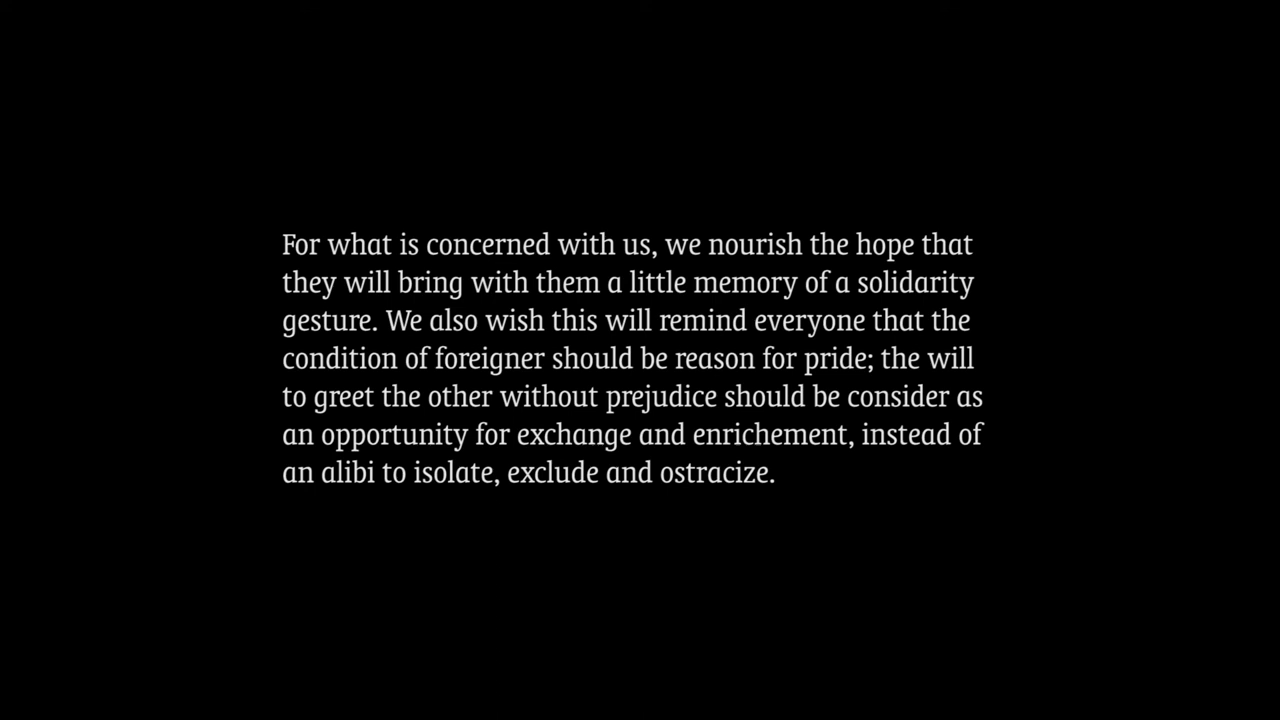 For what is concerned with us, we nourish the hope that
they will bring with them a little memory of a solidarity
gesture. We also wish this will remind everyone that the
condition of foreigner should be reason for pride; the will
to greet the other without prejudice should be consider as
an opportunity for exchange and enrichement, instead of
an alibi to isolate, exclude and ostracize.